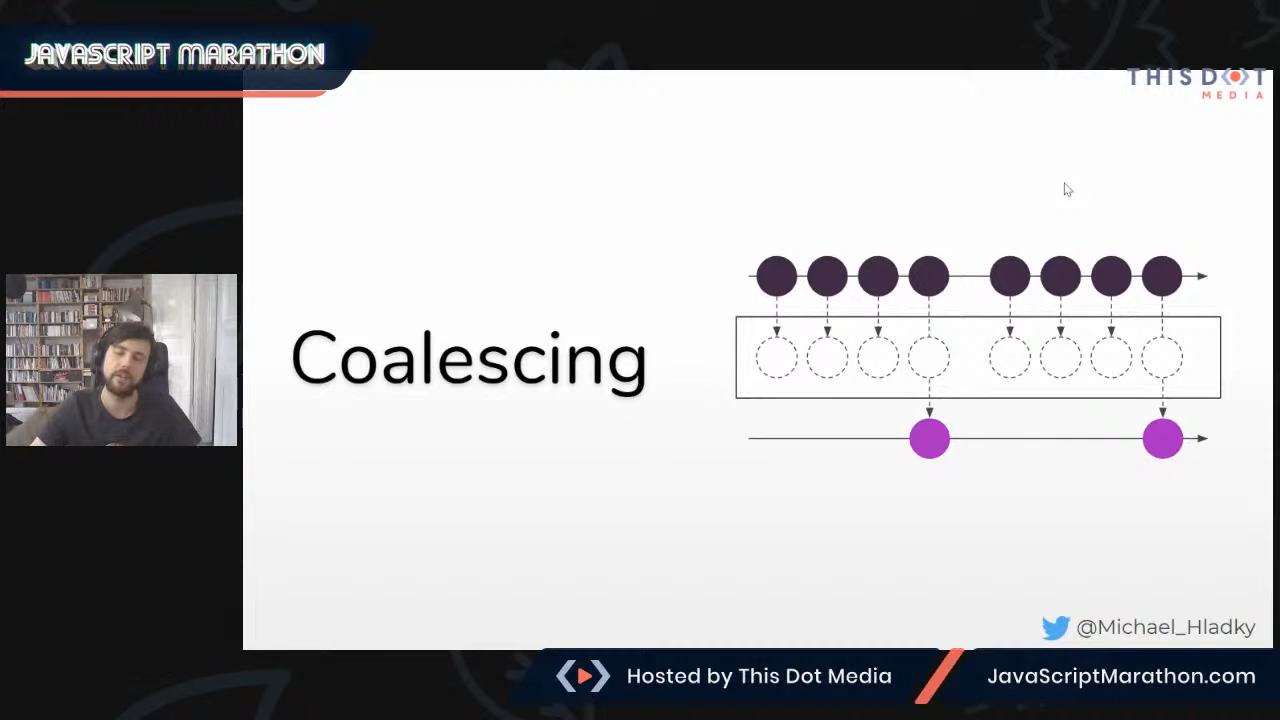 JAVASCRIPT MARATHON
THIS DOT
MEDIA
Coalescing
@Michael_Hladky
Hosted by This Dot Media
JavaScriptMarathon.com